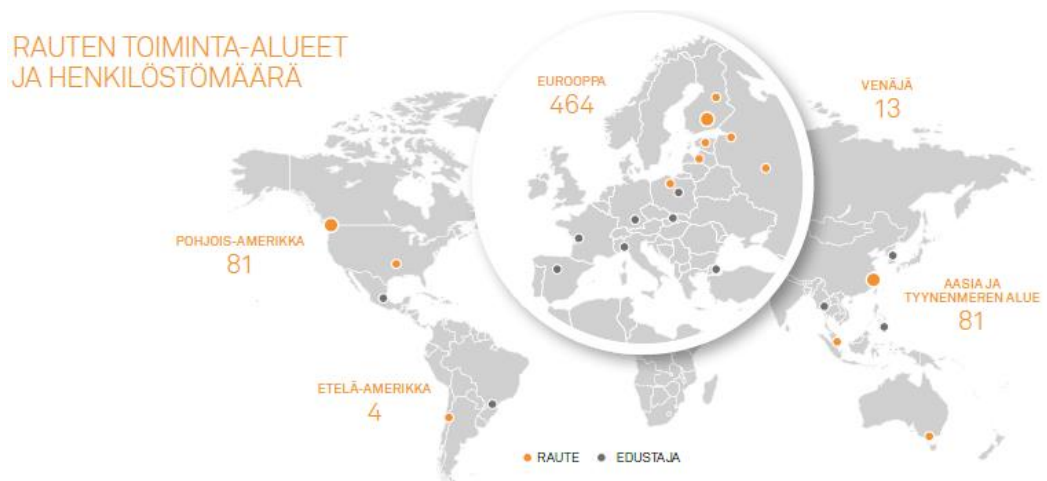 RAUTEN TOIMINTA-ALUEET
JA HENKILÖSTÖMÄÄRÄ
EUROOPPA
464
VENÄJÄ
13
POHJOIS-AMERIKKA
81
AASIA JA
TYYNENMEREN ALUE
81
ETELÄ-AMERIKKA
4
RAUTE
EDUSTAJA